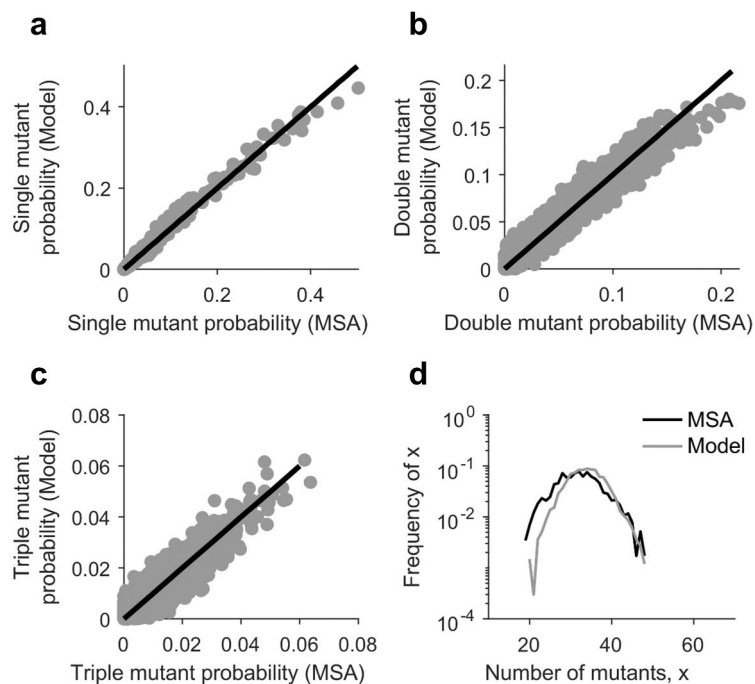 a
Single mutant
probability (Model)
0.4
0.2
0
0
0.2
0.4
Single mutant probability (MSA)
b
Double mutant
probability (Model)
0.2
0.15
0.1
0.05
0
0
0.1
0.2
Double mutant probability (MSA)
c
Triple mutant
probability (Model)
0.08
0.06
0.04
0.02
0
0
0.02
0.04
0.06
0.08
Triple mutant probability (MSA)
d
Frequency of x
10^0
10^-1
10^-2
10^-4
MSA
Model
20
40
60
Number of mutants, x